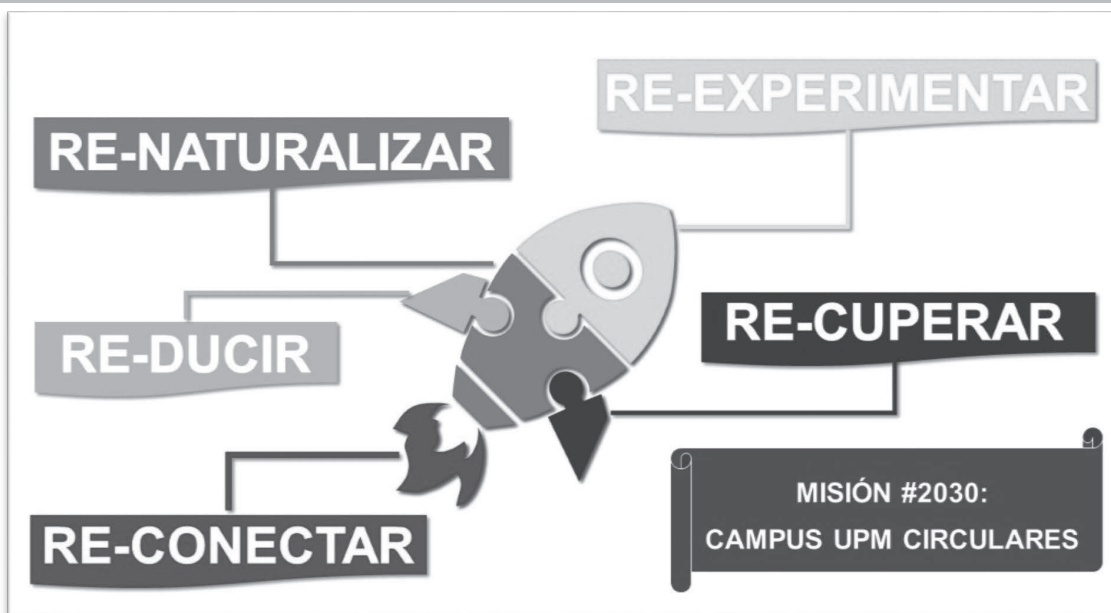 RE-EXPERIMENTAR
RE-NATURALIZAR
RE-DUCIR
RE-CUPERAR
RE-CONECTAR
MISIÓN #2030:
CAMPUS UPM CIRCULARES